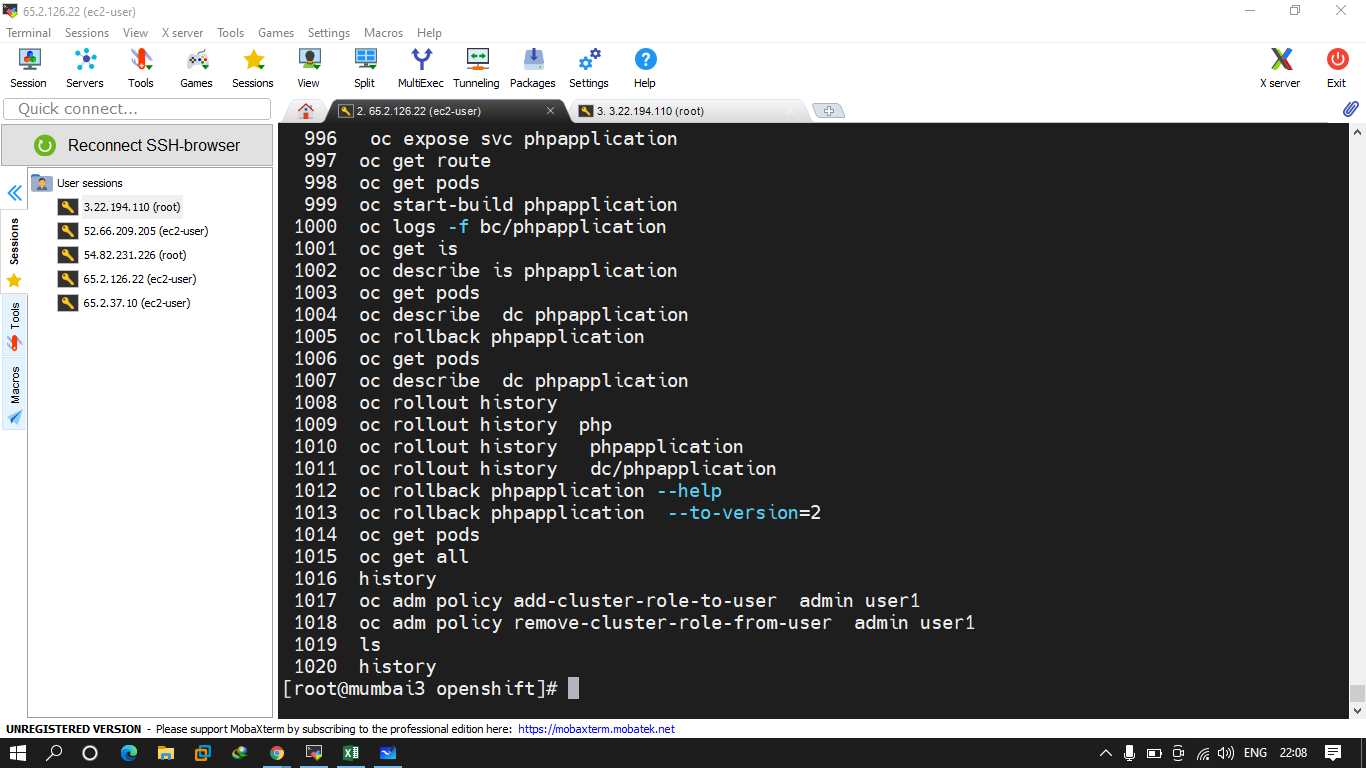 65.2.126.22 (ec2-user)
Terminal Sessions View X server Tools Games Settings Macros Help
Session Servers Tools Games Sessions View Split MultiExec Tunneling Packages Settings Help X server Exit
Quick connect...
2. 65.2.126.22 (ec2-user)
3. 3.22.194.110 (root)
Reconnect SSH-browser
User sessions
3.22.194.110 (root)
52.66.209.205 (ec2-user)
54.82.231.226 (root)
65.2.126.22 (ec2-user)
65.2.37.10 (ec2-user)
Sessions
Tools
Macros
996 oc expose svc phpapplication
997 oc get route
998 oc get pods
999 oc start-build phpapplication
1000 oc logs -f bc/phpapplication
1001 oc get is
1002 oc describe is phpapplication
1003 oc get pods
1004 oc describe dc phpapplication
1005 oc rollback phpapplication
1006 oc get pods
1007 oc describe dc phpapplication
1008 oc rollout history
1009 oc rollout history php
1010 oc rollout history phpapplication
1011 oc rollout history dc/phpapplication
1012 oc rollback phpapplication --help
1013 oc rollback phpapplication --to-version=2
1014 oc get pods
1015 oc get all
1016 history
1017 oc adm policy add-cluster-role-to-user admin user1
1018 oc adm policy remove-cluster-role-from-user admin user1
1019 ls
1020 history
[root@mumbai3 openshift]#
UNREGISTERED VERSION - Please support MobaXterm by subscribing to the professional edition here: https://mobaxterm.mobatek.net
ENG 22:08